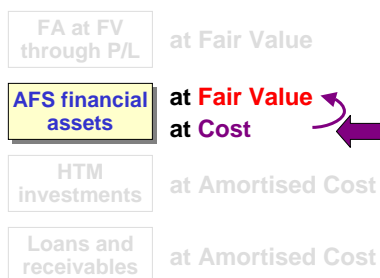 FA at FV
through P/L
at Fair Value
AFS financial
assets
at Fair Value
at Cost
HTM
investments
at Amortised Cost
Loans and
receivables
at Amortised Cost